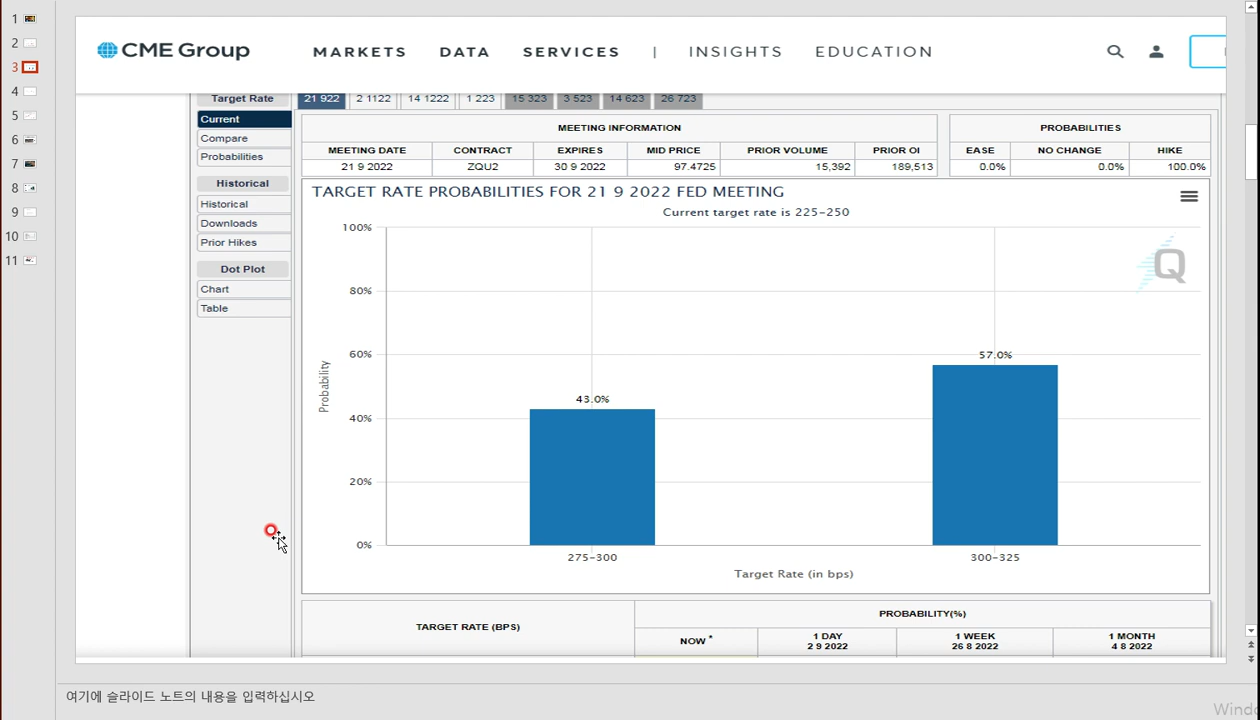 1
2
3
4
5
6
7
8
9
10
11
CME Group
MARKETS DATA SERVICES | INSIGHTS EDUCATION
Target Rate
21 922 2 1122 14 1222 1 223 15 323 3 523 14 623 26 723
Current
Compare
Probabilities
Historical
Historical
Downloads
Prior Hikes
Dot Plot
Chart
Table
MEETING INFORMATION
MEETING DATE CONTRACT EXPIRES MID PRICE PRIOR VOLUME PRIOR OI
21 9 2022 ZQU2 30 9 2022 97.4725 15,392 189,513
PROBABILITIES
EASE NO CHANGE HIKE
0.0% 0.0% 100.0%
TARGET RATE PROBABILITIES FOR 21 9 2022 FED MEETING
Current target rate is 225-250
Q
100%
80%
60%
40%
20%
0%
Probability
43.0%
57.0%
275-300 300-325
Target Rate (in bps)
TARGET RATE (BPS)
PROBABILITY(%)
NOW * 1 DAY 1 WEEK 1 MONTH
2 9 2022 26 8 2022 4 8 2022
여기에 슬라이드 노트의 내용을 입력하십시오
Windo